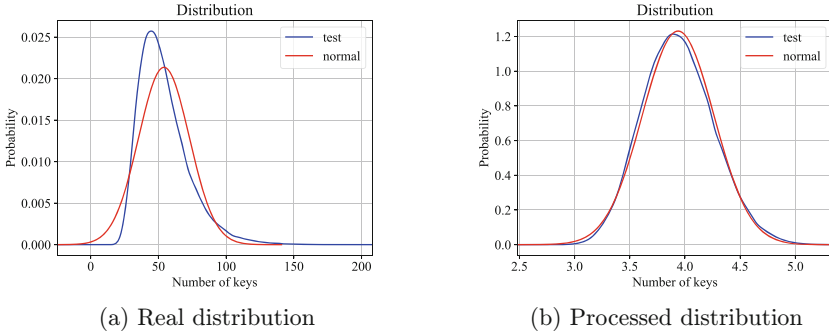 Distribution
Probability
0.025
0.020
0.015
0.010
0.005
0.000
test
normal
0 50 100 150 200
Number of keys
(a) Real distribution
Distribution
Probability
1.2
1.0
0.8
0.6
0.4
0.2
0.0
test
normal
2.5 3.0 3.5 4.0 4.5 5.0
Number of keys
(b) Processed distribution